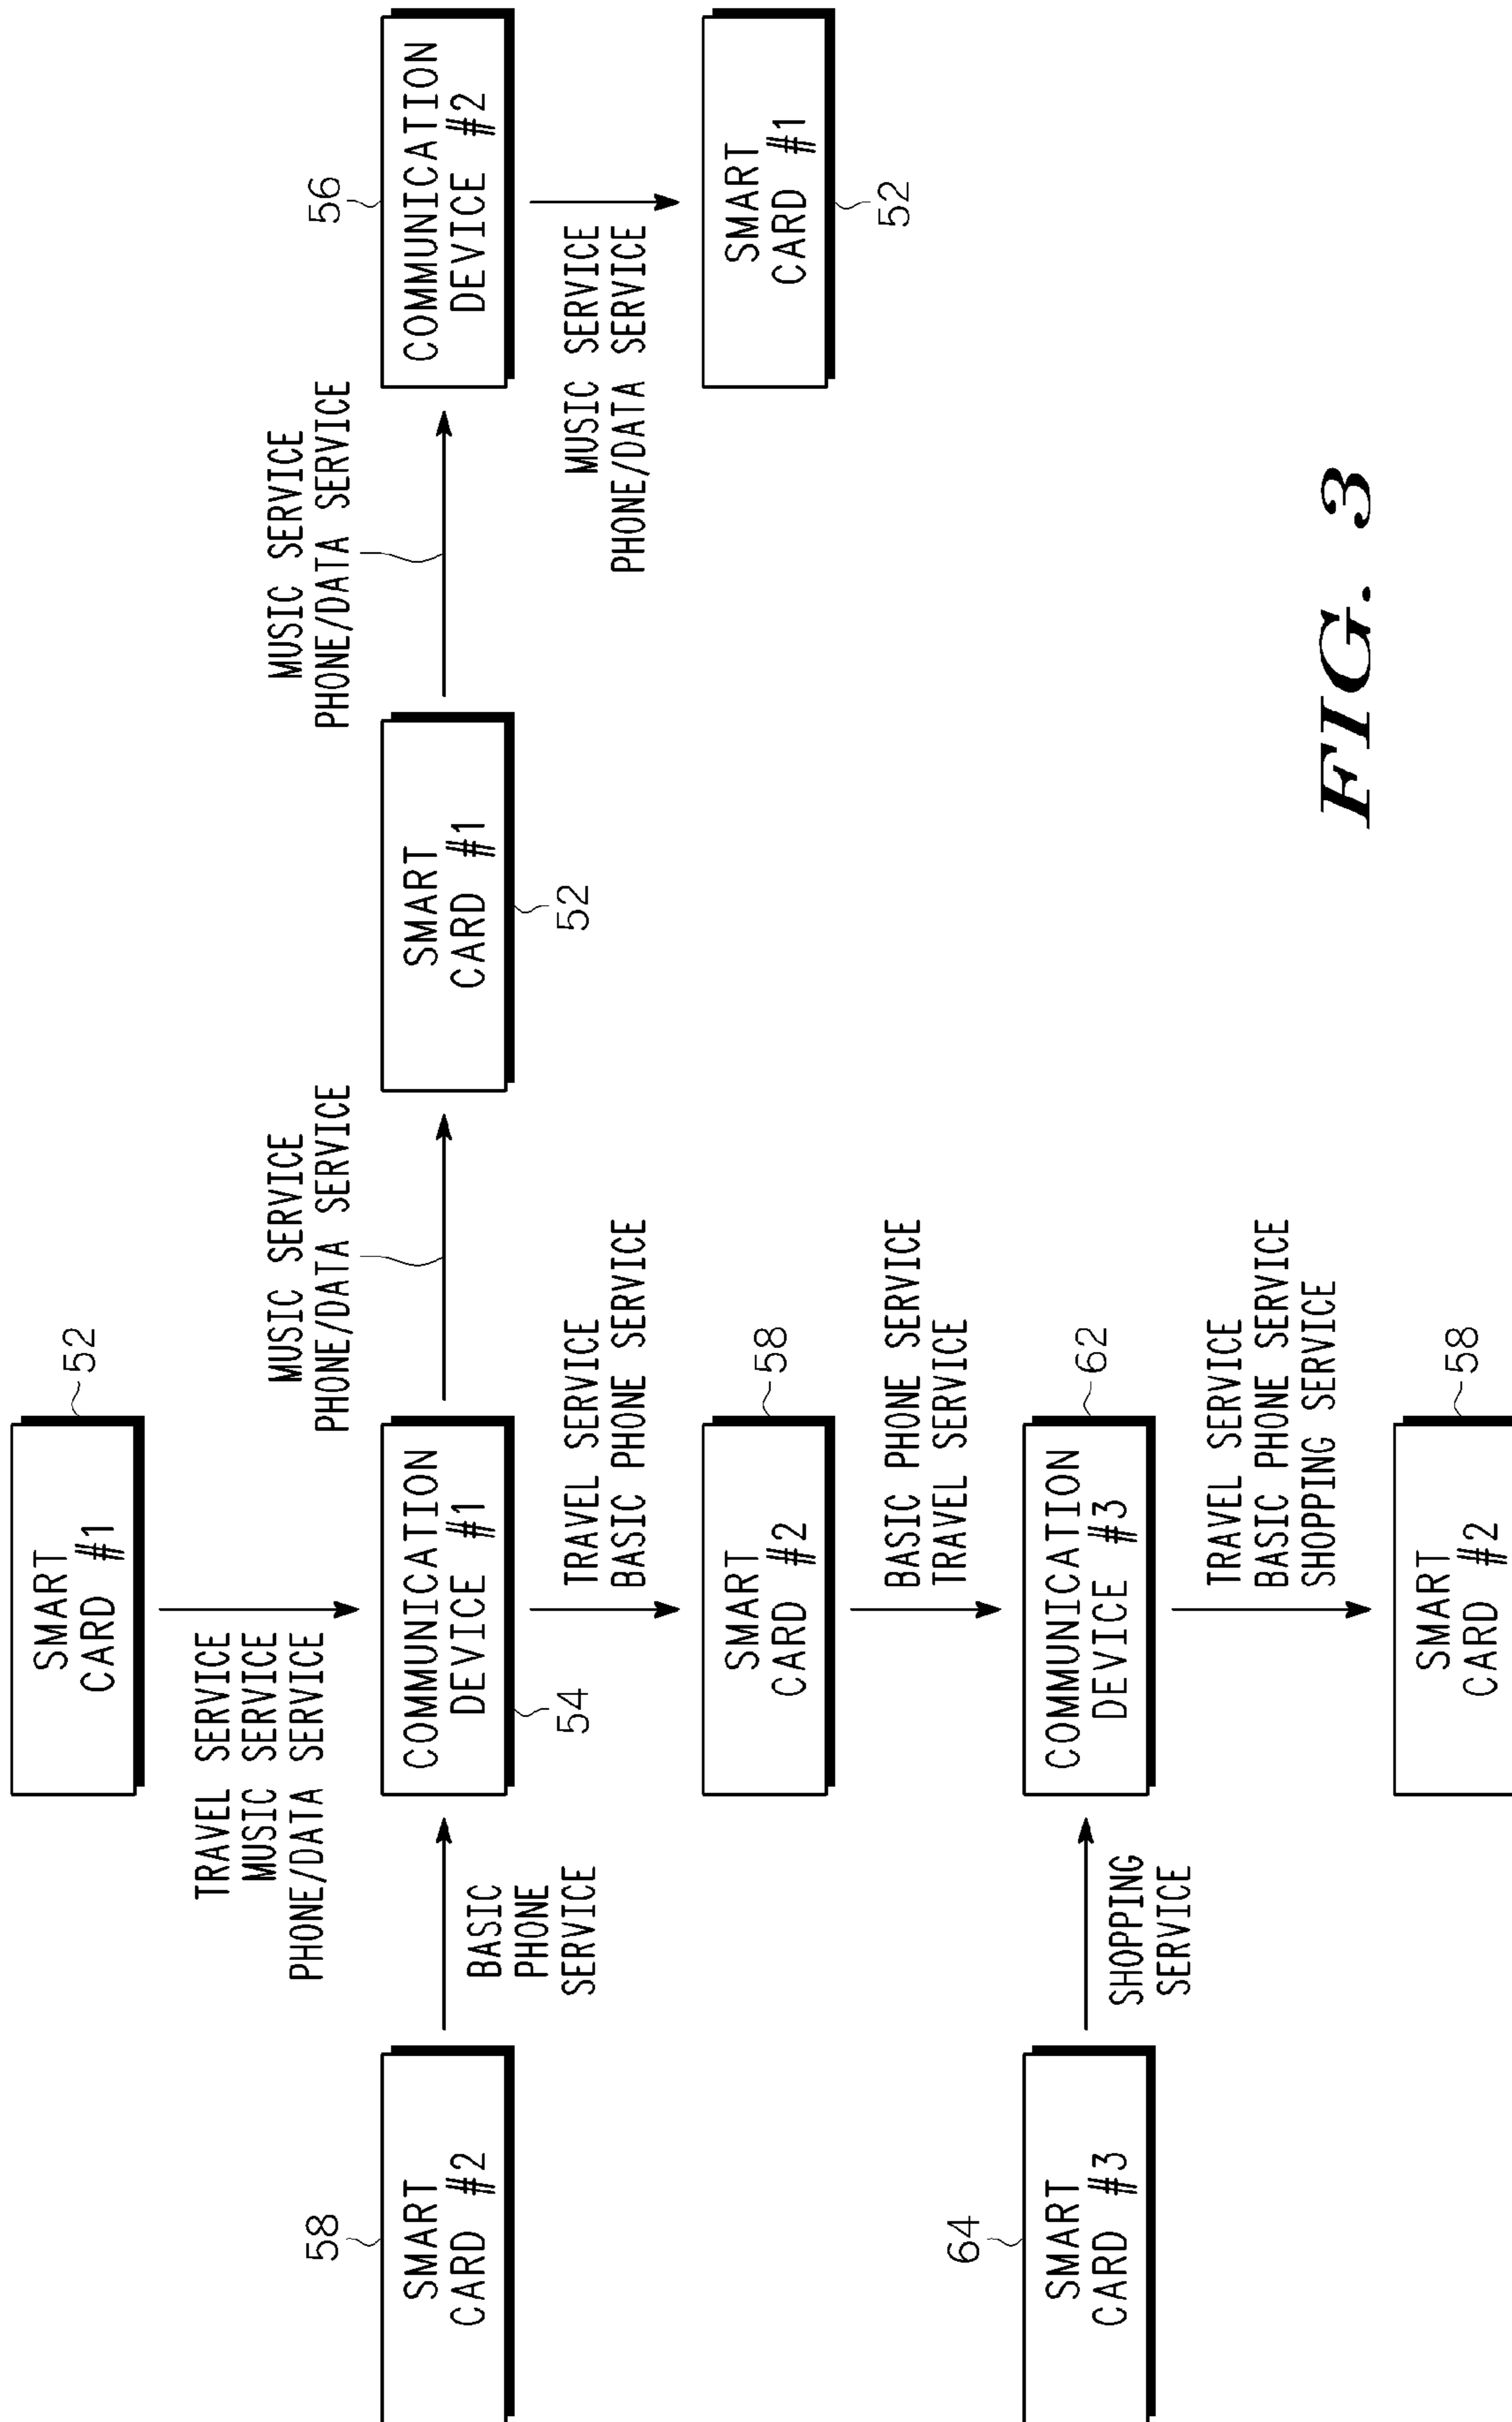 SMART
CARD #1
52
TRAVEL SERVICE
MUSIC SERVICE
PHONE/DATA SERVICE
58
SMART
CARD #2
BASIC
PHONE
SERVICE
COMMUNICATION
DEVICE #1
54
MUSIC SERVICE
PHONE/DATA SERVICE
SMART
CARD #1
52
MUSIC SERVICE
PHONE/DATA SERVICE
56
COMMUNICATION
DEVICE #2
TRAVEL SERVICE
BASIC PHONE SERVICE
MUSIC SERVICE
PHONE/DATA SERVICE
SMART
CARD #2
58
SMART
CARD #1
52
BASIC PHONE SERVICE
TRAVEL SERVICE
64
SMART
CARD #3
SHOPPING
SERVICE
COMMUNICATION
DEVICE #3
62
TRAVEL SERVICE
BASIC PHONE SERVICE
SHOPPING SERVICE
SMART
CARD #2
58
FIG. 3